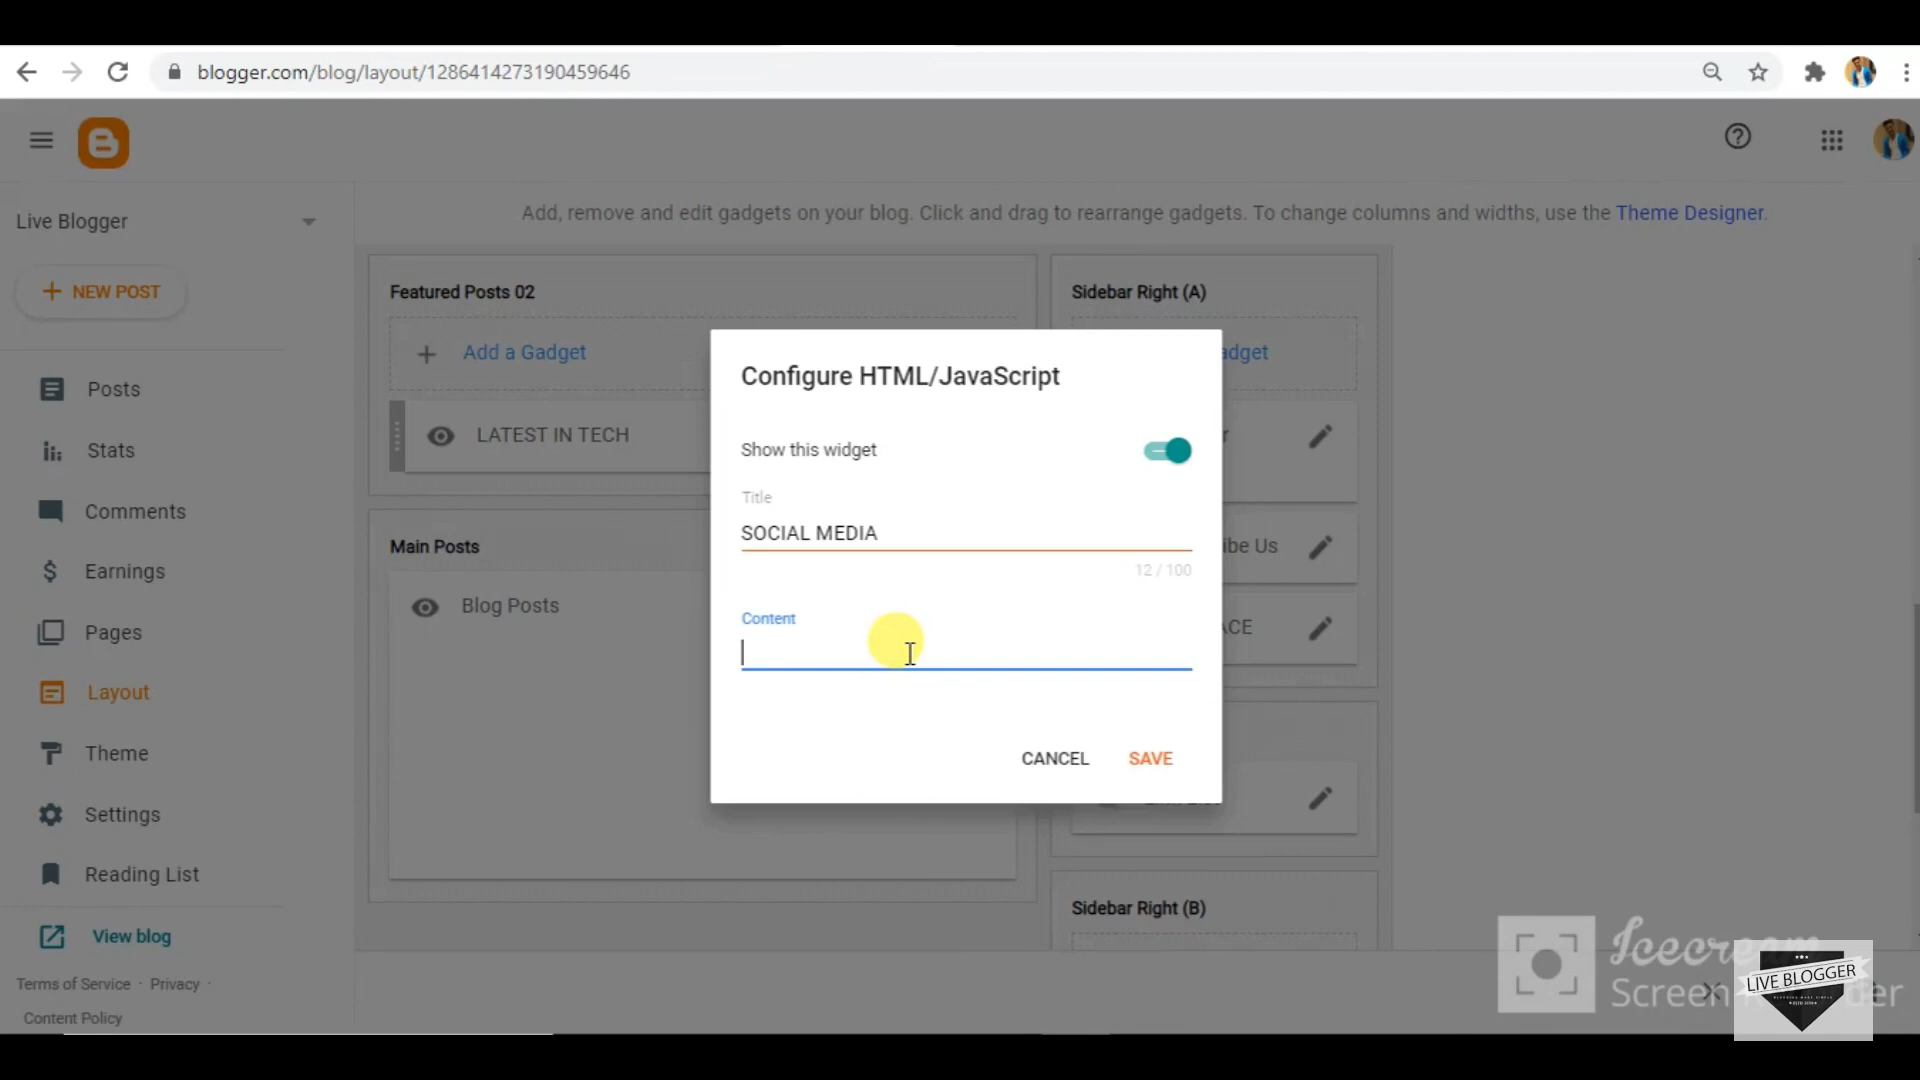 blogger.com/blog/layout/1286414273190459646
Live Blogger
Add, remove and edit gadgets on your blog. Click and drag to rearrange gadgets. To change columns and widths, use the Theme Designer.
NEW POST
Posts
Stats
Comments
Earnings
Pages
Layout
Theme
Settings
Reading List
View blog
Terms of Service · Privacy ·
Content Policy
Featured Posts 02
Add a Gadget
LATEST IN TECH
Main Posts
Blog Posts
Sidebar Right (A)
adget
r
ibe Us
ACE
Sidebar Right (B)
Configure HTML/JavaScript
Show this widget
Title
SOCIAL MEDIA
12 / 100
Content
CANCEL
SAVE
Icecream
Screen
LIVE BLOGGER